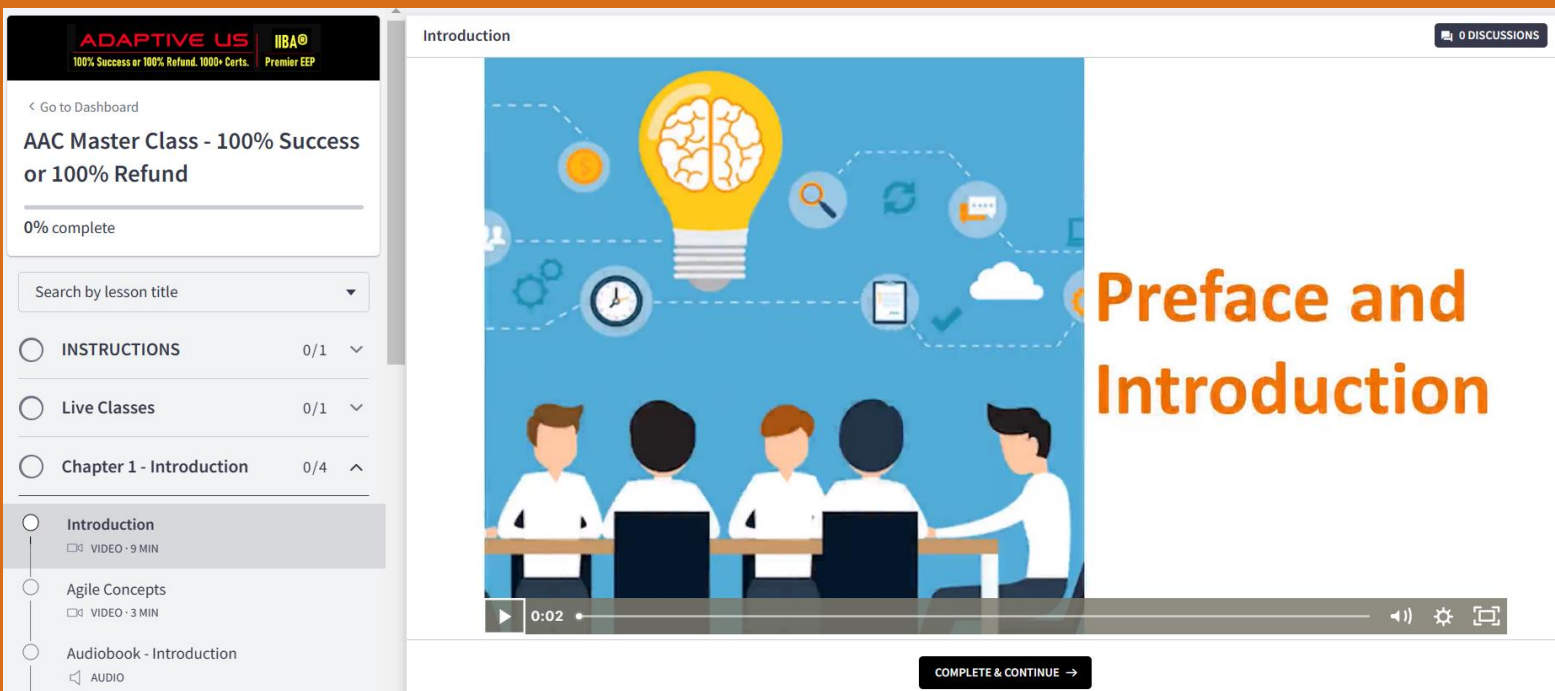 ADAPTIVE US
100% Success or 100% Refund. 1000+ Certs.
IIBA®
Premier EEP
Go to Dashboard
AAC Master Class - 100% Success
or 100% Refund
0% complete
Search by lesson title
INSTRUCTIONS 0/1
Live Classes 0/1
Chapter 1 - Introduction 0/4
Introduction
VIDEO · 9 MIN
Agile Concepts
VIDEO · 3 MIN
Audiobook - Introduction
AUDIO
Introduction
0 DISCUSSIONS
Preface and
Introduction
0:02
COMPLETE & CONTINUE →